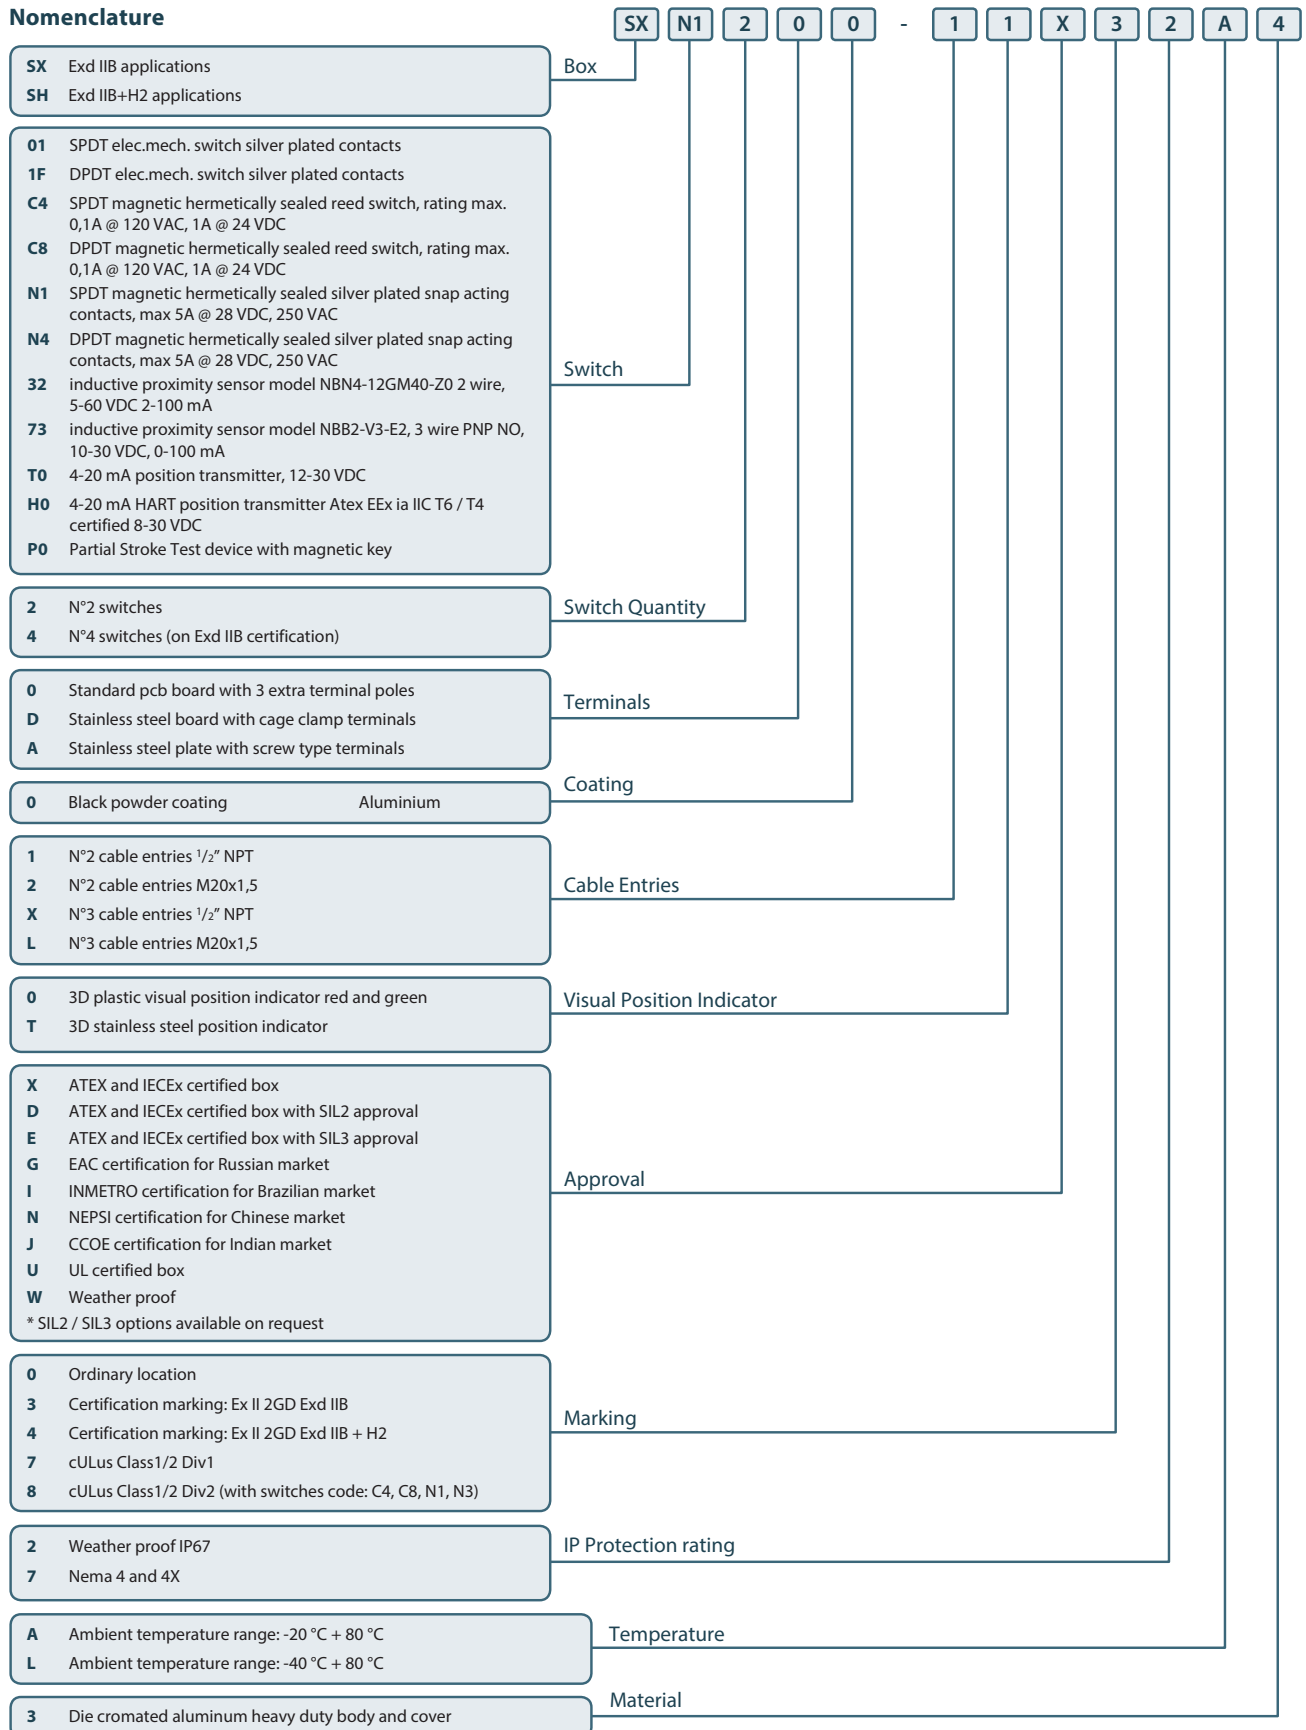 Nomenclature
SX N1 2 0 0 - 1 1 X 3 2 A 4
SX Exd IIB applications
SH Exd IIB+H2 applications
Box
01 SPDT elec.mech. switch silver plated contacts
1F DPDT elec.mech. switch silver plated contacts
C4 SPDT magnetic hermetically sealed reed switch, rating max.
0,1A @ 120 VAC, 1A @ 24 VDC
C8 DPDT magnetic hermetically sealed reed switch, rating max.
0,1A @ 120 VAC, 1A @ 24 VDC
N1 SPDT magnetic hermetically sealed silver plated snap acting
contacts, max 5A @ 28 VDC, 250 VAC
N4 DPDT magnetic hermetically sealed silver plated snap acting
contacts, max 5A @ 28 VDC, 250 VAC
32 inductive proximity sensor model NBN4-12GM40-Z0 2 wire,
5-60 VDC 2-100 mA
73 inductive proximity sensor model NBB2-V3-E2, 3 wire PNP NO,
10-30 VDC, 0-100 mA
T0 4-20 mA position transmitter, 12-30 VDC
H0 4-20 mA HART position transmitter Atex EEx ia IIC T6 / T4
certified 8-30 VDC
P0 Partial Stroke Test device with magnetic key
Switch
2 N°2 switches
4 N°4 switches (on Exd IIB certification)
Switch Quantity
0 Standard pcb board with 3 extra terminal poles
D Stainless steel board with cage clamp terminals
A Stainless steel plate with screw type terminals
Terminals
0 Black powder coating Aluminium
Coating
1 N°2 cable entries 1/2” NPT
2 N°2 cable entries M20x1,5
X N°3 cable entries 1/2” NPT
L N°3 cable entries M20x1,5
Cable Entries
0 3D plastic visual position indicator red and green
T 3D stainless steel position indicator
Visual Position Indicator
X ATEX and IECEx certified box
D ATEX and IECEx certified box with SIL2 approval
E ATEX and IECEx certified box with SIL3 approval
G EAC certification for Russian market
I INMETRO certification for Brazilian market
N NEPSI certification for Chinese market
J CCOE certification for Indian market
U UL certified box
W Weather proof
* SIL2 / SIL3 options available on request
Approval
0 Ordinary location
3 Certification marking: Ex II 2GD Exd IIB
4 Certification marking: Ex II 2GD Exd IIB + H2
7 cULus Class1/2 Div1
8 cULus Class1/2 Div2 (with switches code: C4, C8, N1, N3)
Marking
2 Weather proof IP67
7 Nema 4 and 4X
IP Protection rating
A Ambient temperature range: -20 °C + 80 °C
L Ambient temperature range: -40 °C + 80 °C
Temperature
3 Die cromated aluminum heavy duty body and cover
Material